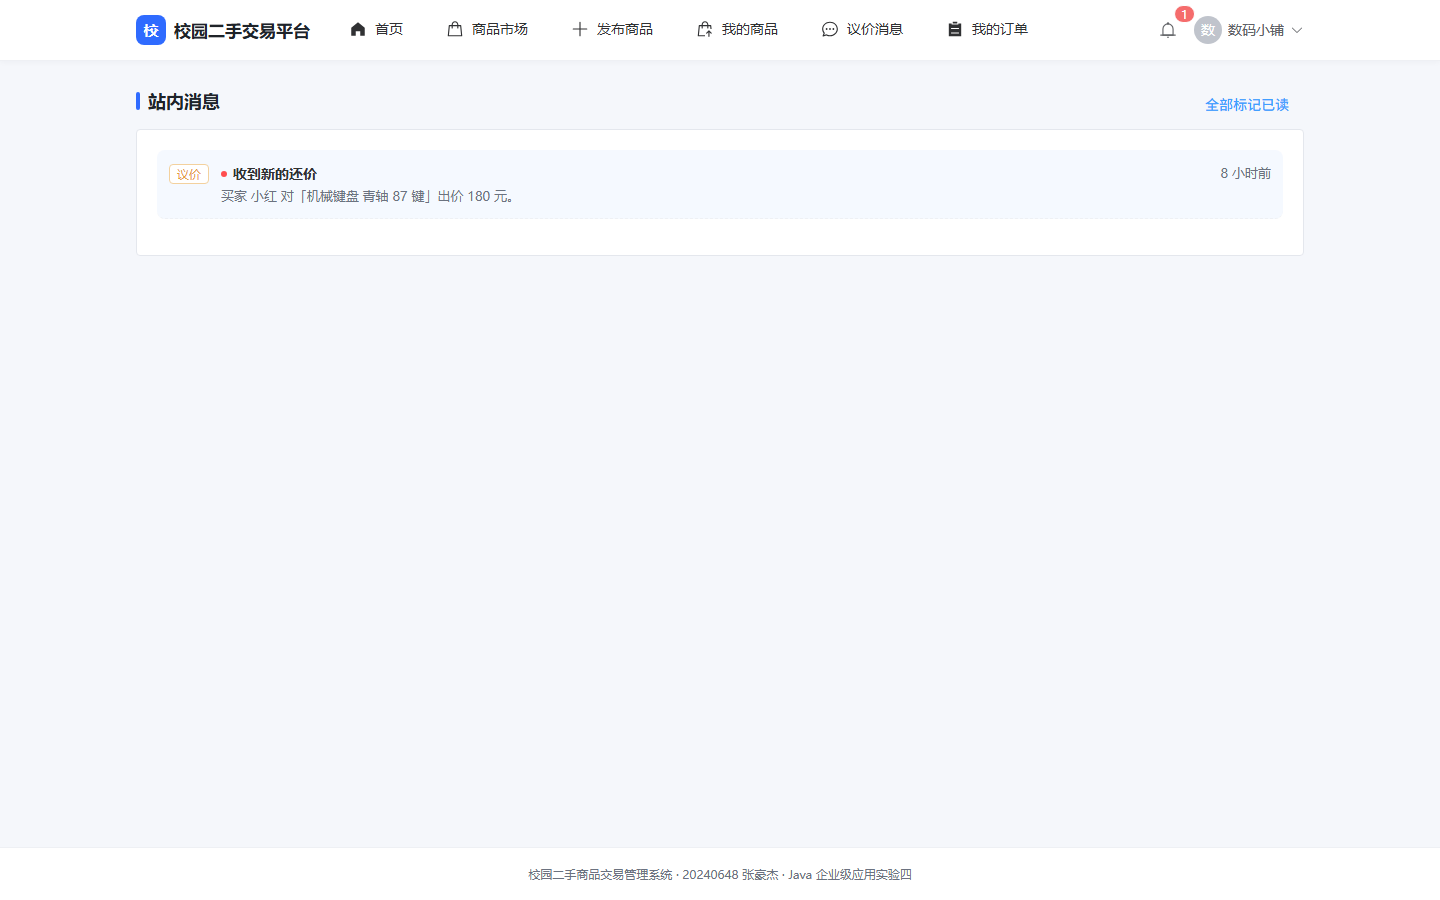 校 校园二手交易平台 首页 商品市场 发布商品 我的商品 议价消息 我的订单 1 数 数码小铺
站内消息 全部标记已读
议价 收到新的还价 8 小时前
买家 小红 对「机械键盘 青轴 87 键」出价 180 元。
校园二手商品交易管理系统 · 20240648 张豪杰 · Java 企业级应用实验四